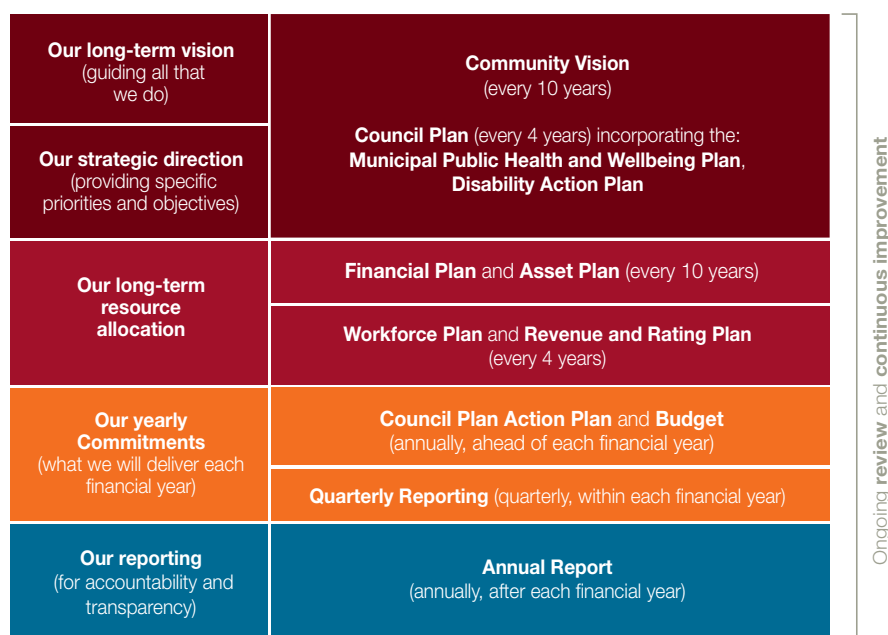 Our long-term vision
(guiding all that
we do)
Community Vision
(every 10 years)
Council Plan (every 4 years) incorporating the:
Municipal Public Health and Wellbeing Plan,
Disability Action Plan
Our strategic direction
(providing specific
priorities and objectives)
Our long-term
resource
allocation
Financial Plan and Asset Plan (every 10 years)
Workforce Plan and Revenue and Rating Plan
(every 4 years)
Our yearly
Commitments
(what we will deliver each
financial year)
Council Plan Action Plan and Budget
(annually, ahead of each financial year)
Quarterly Reporting (quarterly, within each financial year)
Our reporting
(for accountability and
transparency)
Annual Report
(annually, after each financial year)
Ongoing review and continuous improvement